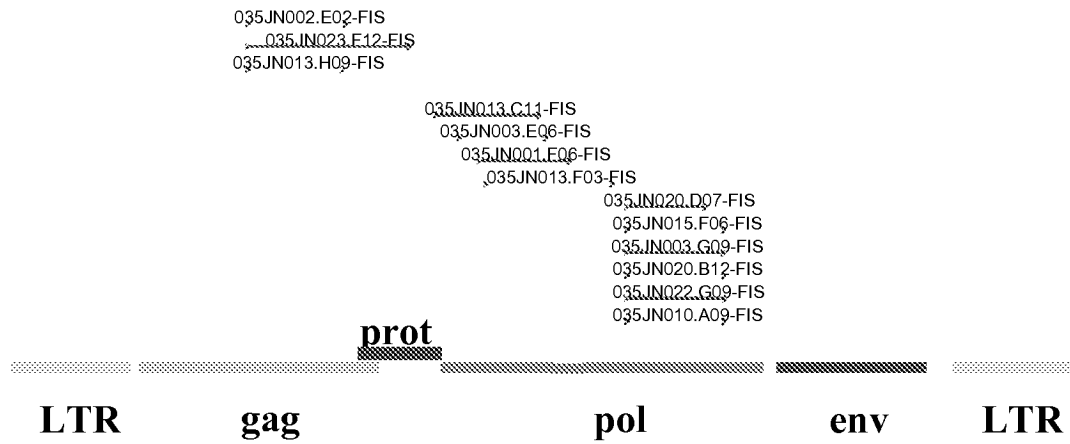 035JN002.E02-FIS
035JN023.F12-FIS
035JN013.H09-FIS
035JN013.C11-FIS
035JN003.E06-FIS
035JN001.F06-FIS
035JN013.F03-FIS
035JN020.D07-FIS
035JN015.F06-FIS
035JN003.G09-FIS
035JN020.B12-FIS
035JN022.G09-FIS
035JN010.A09-FIS
prot
LTR gag pol env LTR